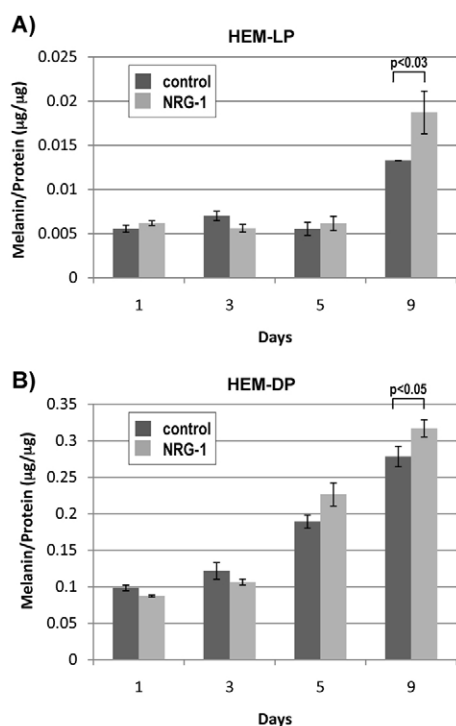 A)
HEM-LP
Melanin/Protein (µg/µg)
0.025
0.02
0.015
0.01
0.005
0
control
NRG-1
p<0.03
1 3 5 9
Days
B)
HEM-DP
Melanin/Protein (µg/µg)
0.35
0.3
0.25
0.2
0.15
0.1
0.05
0
control
NRG-1
p<0.05
1 3 5 9
Days